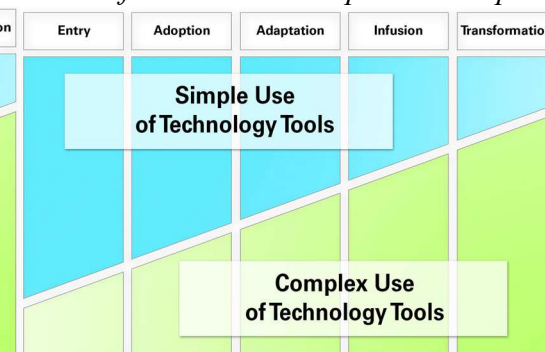 on Entry Adoption Adaptation Infusion Transformatio
Simple Use
of Technology Tools
Complex Use
of Technology Tools